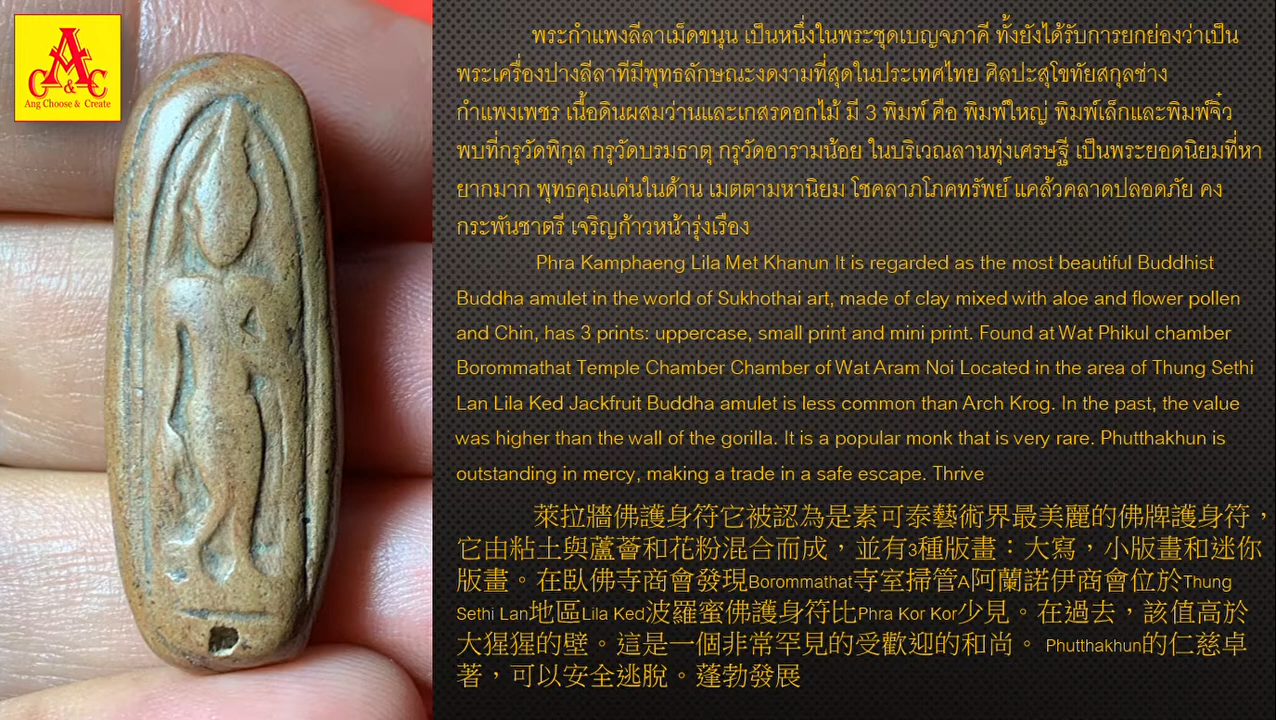 A
C & C
Ang Choose & Create
พระกำแพงลีลาเม็ดขนุน เป็นหนึ่งในพระชุดเบญจภาคี ทั้งยังได้รับการยกย่องว่าเป็น
พระเครื่องปางลีลาที่มีพุทธลักษณะงดงามที่สุดในประเทศไทย ศิลปะสุโขทัยสกุลช่าง
กำแพงเพชร เนื้อดินผสมว่านและเกสรดอกไม้ มี 3 พิมพ์ คือ พิมพ์ใหญ่ พิมพ์เล็กและพิมพ์จิ๋ว
พบที่กรุวัดพิกุล กรุวัดบรมธาตุ กรุวัดอารามน้อย ในบริเวณลานทุ่งเศรษฐี เป็นพระยอดนิยมที่หา
ยากมาก พุทธคุณเด่นในด้าน เมตตามหานิยม โชคลาภโภคทรัพย์ แคล้วคลาดปลอดภัย คง
กระพันชาตรี เจริญก้าวหน้ารุ่งเรือง
Phra Kamphaeng Lila Met Khanun It is regarded as the most beautiful Buddhist
Buddha amulet in the world of Sukhothai art, made of clay mixed with aloe and flower pollen
and Chin, has 3 prints: uppercase, small print and mini print. Found at Wat Phikul chamber
Borommathat Temple Chamber Chamber of Wat Aram Noi Located in the area of Thung Sethi
Lan Lila Ked Jackfruit Buddha amulet is less common than Arch Krog. In the past, the value
was higher than the wall of the gorilla. It is a popular monk that is very rare. Phutthakhun is
outstanding in mercy, making a trade in a safe escape. Thrive
萊拉牆佛護身符它被認為是素可泰藝術界最美麗的佛牌護身符，
它由粘土與蘆薈和花粉混合而成，並有3種版畫：大寫，小版畫和迷你
版畫。在臥佛寺商會發現Borommathat寺室掃管A阿蘭諾伊商會位於Thung
Sethi Lan地區Lila Ked波羅蜜佛護身符比Phra Kor Kor少見。在過去，該值高於
大猩猩的壁。這是一個非常罕見的受歡迎的和尚。 Phutthakhun的仁慈卓
著，可以安全逃脫。蓬勃發展